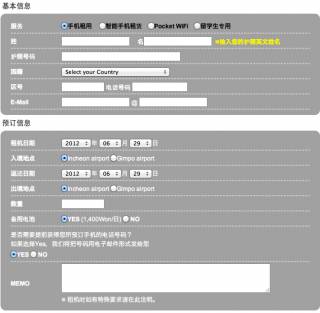 基本信息
服务 手机租用 智能手机租赁 Pocket WiFi 留学生专用
姓 名 ※输入您的护照英文姓名
护照号码
国籍 Select your Country
区号 电话号码
E-Mail @
预订信息
租机日期 2012 年 06 月 29 日
入境地点 Incheon airport Gimpo airport
返还日期 2012 年 06 月 29 日
出境地点 Incheon airport Gimpo airport
数量
备用电池 YES (1,400Won/日) NO
是否需要提前获得您所预订手机的电话号码？
如果选择Yes, 我们将把号码用电子邮件形式发给您
YES NO
MEMO
※ 租机时如有特殊要求请在此注明。